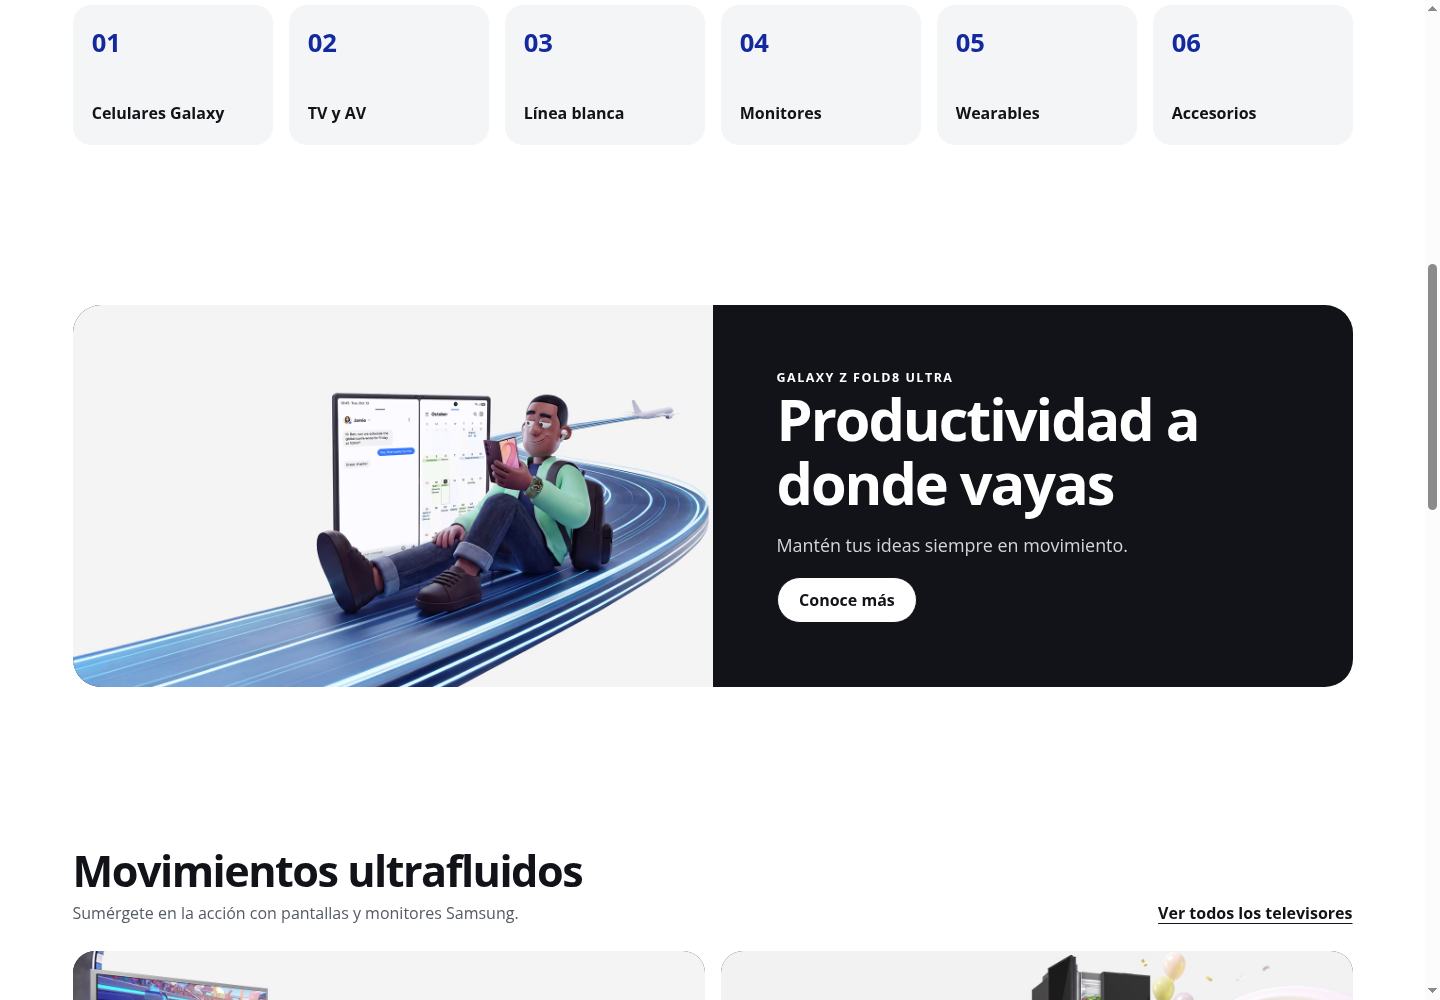 01
02
03
04
05
06
Celulares Galaxy
TV y AV
Línea blanca
Monitores
Wearables
Accesorios
GALAXY Z FOLD8 ULTRA
Productividad a
donde vayas
Mantén tus ideas siempre en movimiento.
Conoce más
Jamie
October
Movimientos ultrafluidos
Sumérgete en la acción con pantallas y monitores Samsung.
Ver todos los televisores